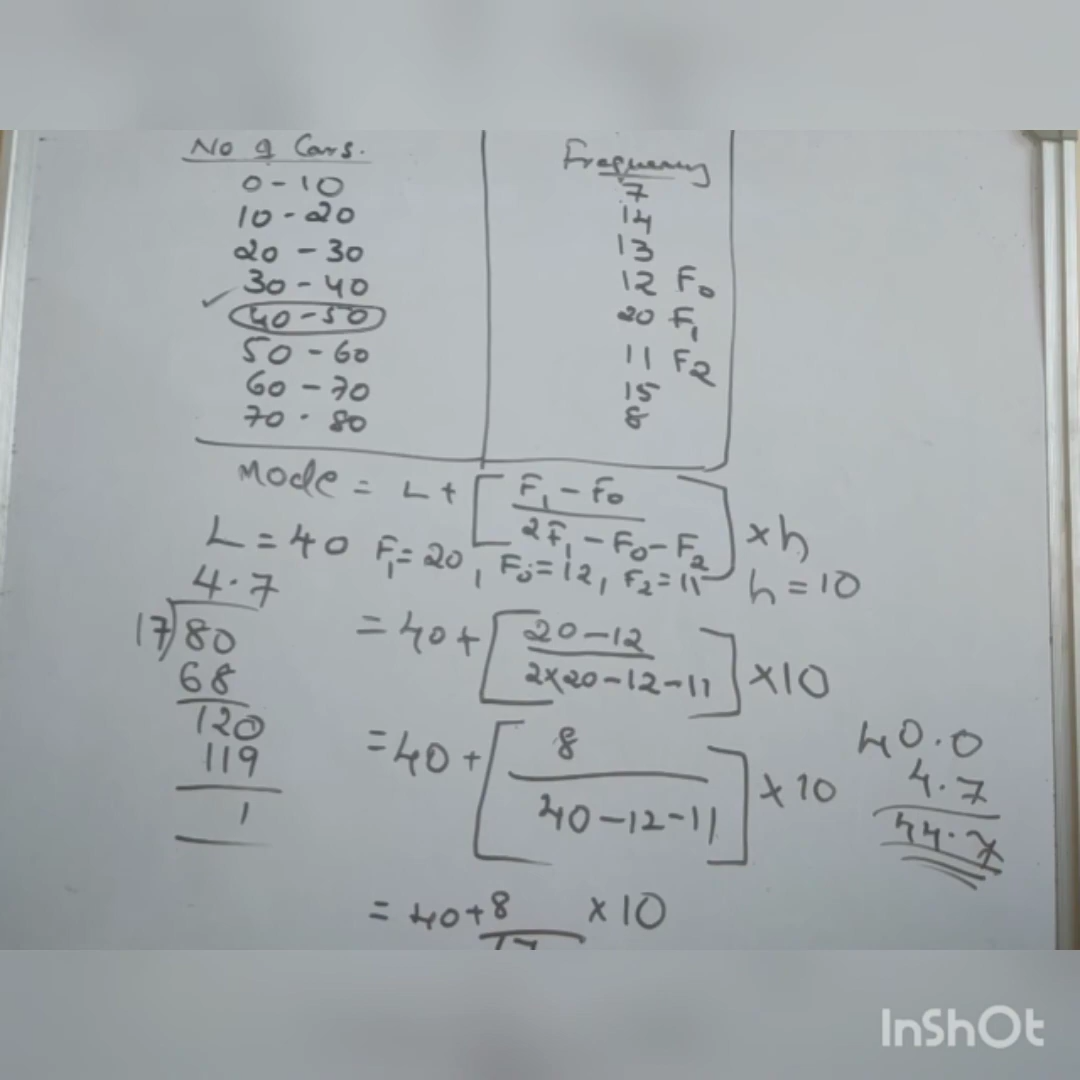 No of Cars. Frequency
0-10 7
10-20 14
20-30 13
30-40 12 F₀
✓ 40-50 20 F₁
50-60 11 F₂
60-70 15
70-80 8
Mode = L + [F₁-F₀ / 2F₁-F₀-F₂] × h
L = 40 F₁=20, F₀=12, F₂=11 h=10
4.7
17)80
68
120
119
1
= 40 + [20-12 / 2×20-12-11] ×10
= 40 + [8 / 40-12-11] ×10
40.0
4.7
44.7
= 40 + 8/17 ×10
InShOt